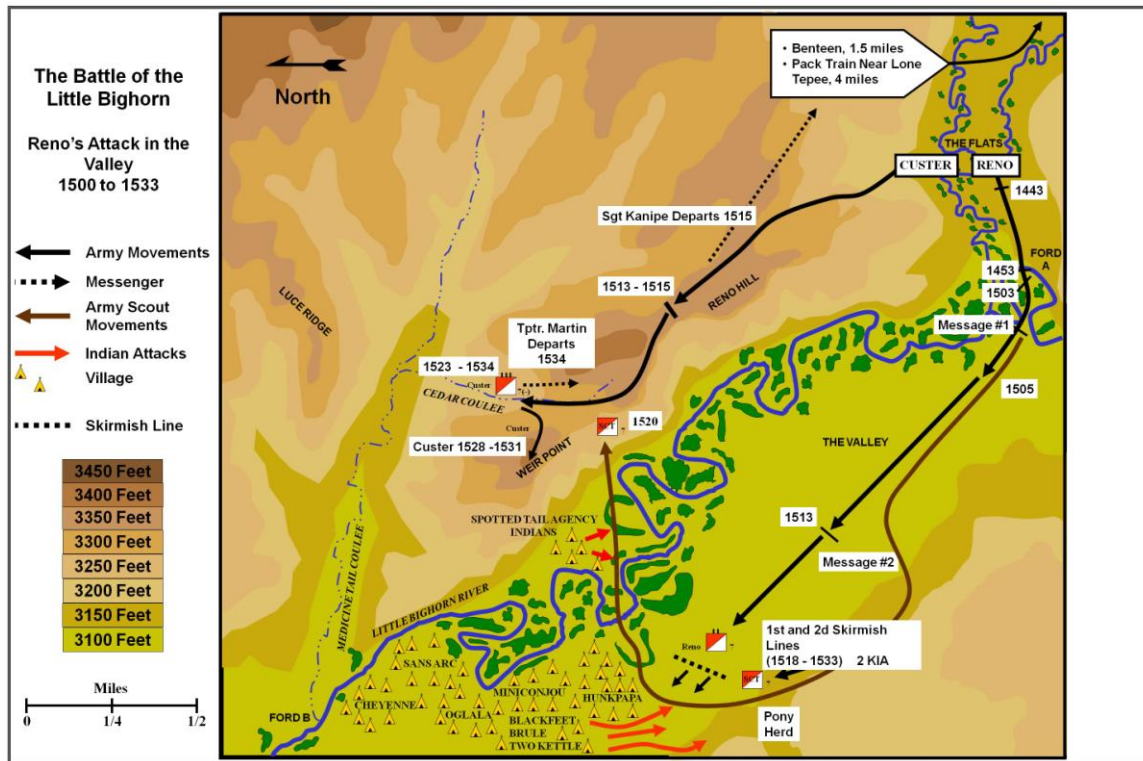 The Battle of the
Little Bighorn
Reno's Attack in the
Valley
1500 to 1533
Army Movements
Messenger
Army Scout
Movements
Indian Attacks
Village
Skirmish Line
3450 Feet
3400 Feet
3350 Feet
3300 Feet
3250 Feet
3200 Feet
3150 Feet
3100 Feet
Miles
0 1/4 1/2
North
• Benteen, 1.5 miles
• Pack Train Near Lone
Tepee, 4 miles
THE FLATS
CUSTER
RENO
1443
Sgt Kanipe Departs 1515
FORD
A
1453
1503
1513 - 1515
RENO HILL
LUCE RIDGE
Message #1
Tptr. Martin
Departs
1534
1523 - 1534
Custer
7(-)
CEDAR COULEE
1505
SCT
7
1520
Custer
Custer 1528 -1531
WEIR POINT
THE VALLEY
1513
Message #2
SPOTTED TAIL AGENCY
INDIANS
MEDICINE TAIL COULEE
LITTLE BIGHORN RIVER
Reno
7
1st and 2d Skirmish
Lines
(1518 - 1533) 2 KIA
SCT
7
SANS ARC
MINICONJOU
HUNKPAPA
CHEYENNE
OGLALA
BLACKFEET
BRULE
TWO KETTLE
FORD B
Pony
Herd